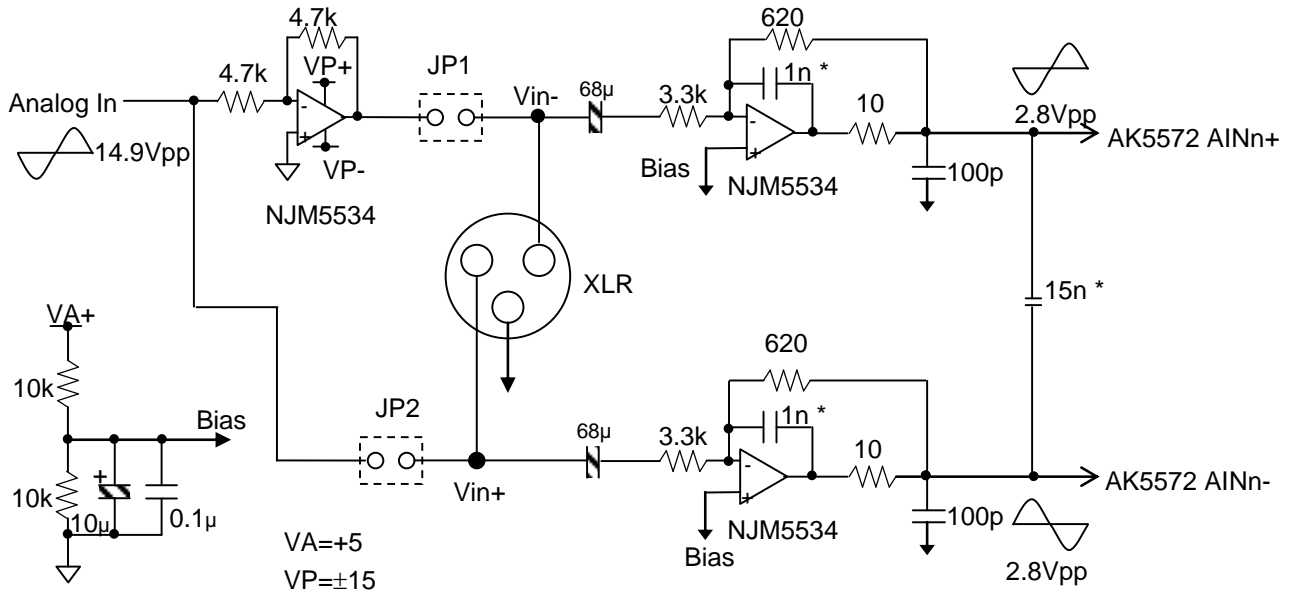 4.7k
620
VP+
JP1
1n *
4.7k
68µ
Vin-
3.3k
10
2.8Vpp
Analog In
-
+
-
+
AK5572 AINn+
14.9Vpp
VP-
Bias
100p
NJM5534
NJM5534
XLR
15n *
VA+
620
10k
JP2
1n *
Bias
68µ
3.3k
10
-
+
AK5572 AINn-
Vin+
10k
+
10µ
0.1µ
NJM5534
100p
Bias
VA=+5
VP=±15
2.8Vpp